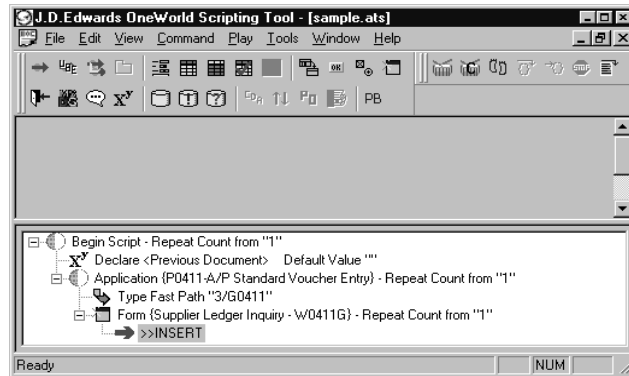 J.D.Edwards OneWorld Scripting Tool - [sample.ats]
File Edit View Command Play Tools Window Help
UBE OK
X^y PB
Begin Script - Repeat Count from "1"
X^y Declare <Previous Document> Default Value ""
Application {P0411-A/P Standard Voucher Entry} - Repeat Count from "1"
Type Fast Path "3/G0411"
Form {Supplier Ledger Inquiry - W0411G} - Repeat Count from "1"
>>INSERT
Ready NUM